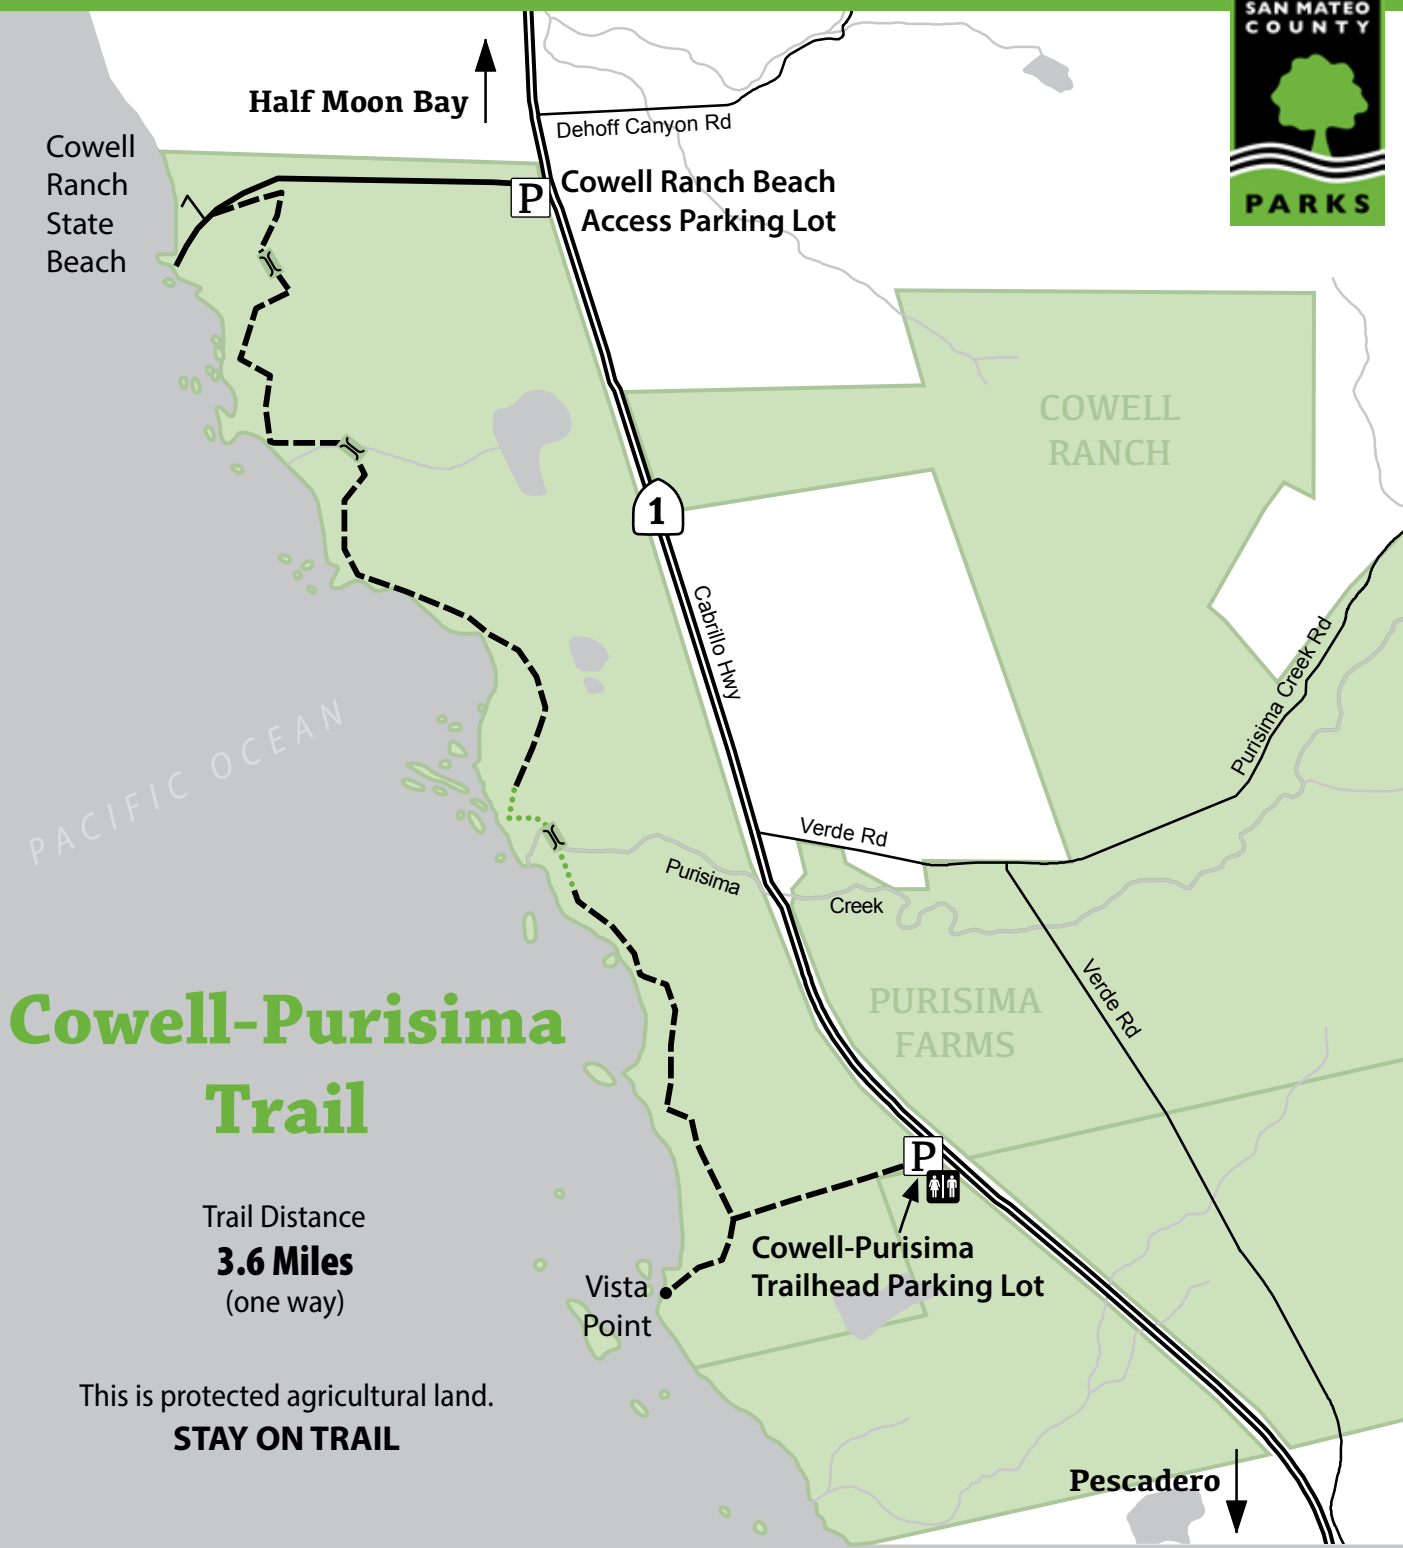 SAN MATEO
COUNTY
PARKS
Half Moon Bay
Dehoff Canyon Rd
Cowell
Ranch
State
Beach
P
Cowell Ranch Beach
Access Parking Lot
COWELL
RANCH
1
Cabrillo Hwy
Purisima Creek Rd
PACIFIC OCEAN
Verde Rd
Purisima
Creek
Verde Rd
PURISIMA
FARMS
Cowell-Purisima
Trail
P
Trail Distance
3.6 Miles
(one way)
Cowell-Purisima
Trailhead Parking Lot
Vista
Point
This is protected agricultural land.
STAY ON TRAIL
Pescadero